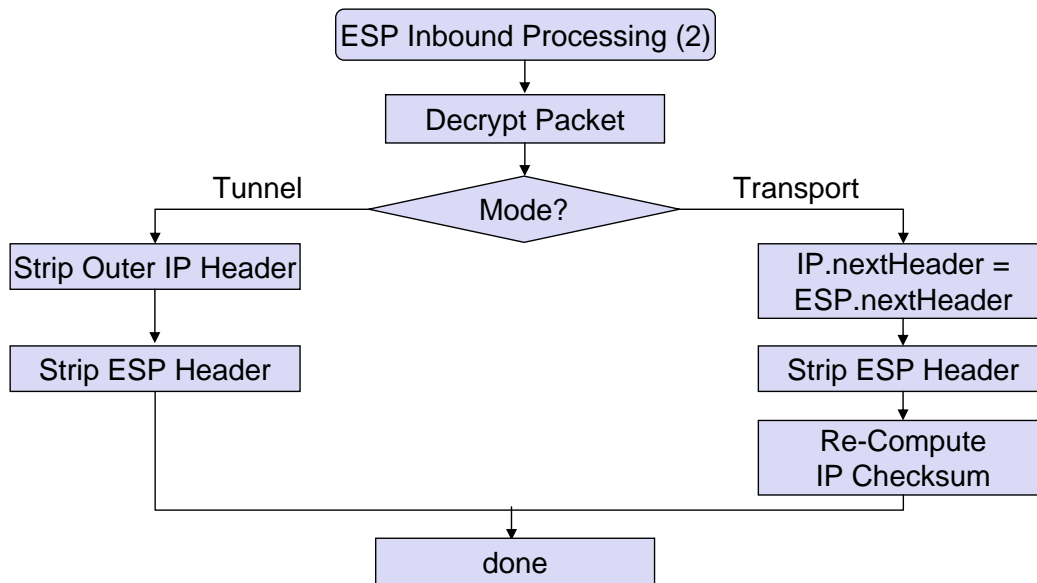 ESP Inbound Processing (2)
Decrypt Packet
Tunnel
Mode?
Transport
Strip Outer IP Header
IP.nextHeader =
ESP.nextHeader
Strip ESP Header
Strip ESP Header
Re-Compute
IP Checksum
done